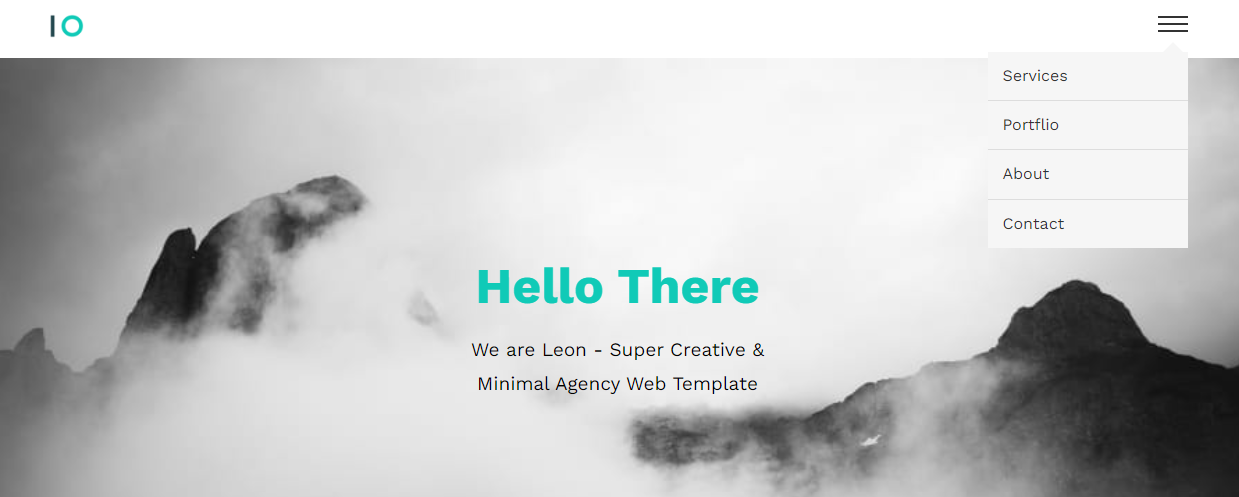 IO
Services
Portflio
About
Contact
Hello There
We are Leon - Super Creative &
Minimal Agency Web Template